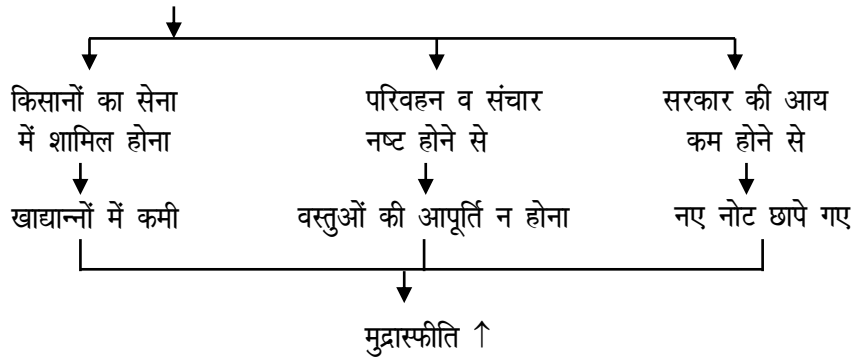 किसानों का सेना
में शामिल होना
परिवहन व संचार
नष्ट होने से
सरकार की आय
कम होने से
खाद्यान्नों में कमी
वस्तुओं की आपूर्ति न होना
नए नोट छापे गए
मुद्रास्फीति ↑